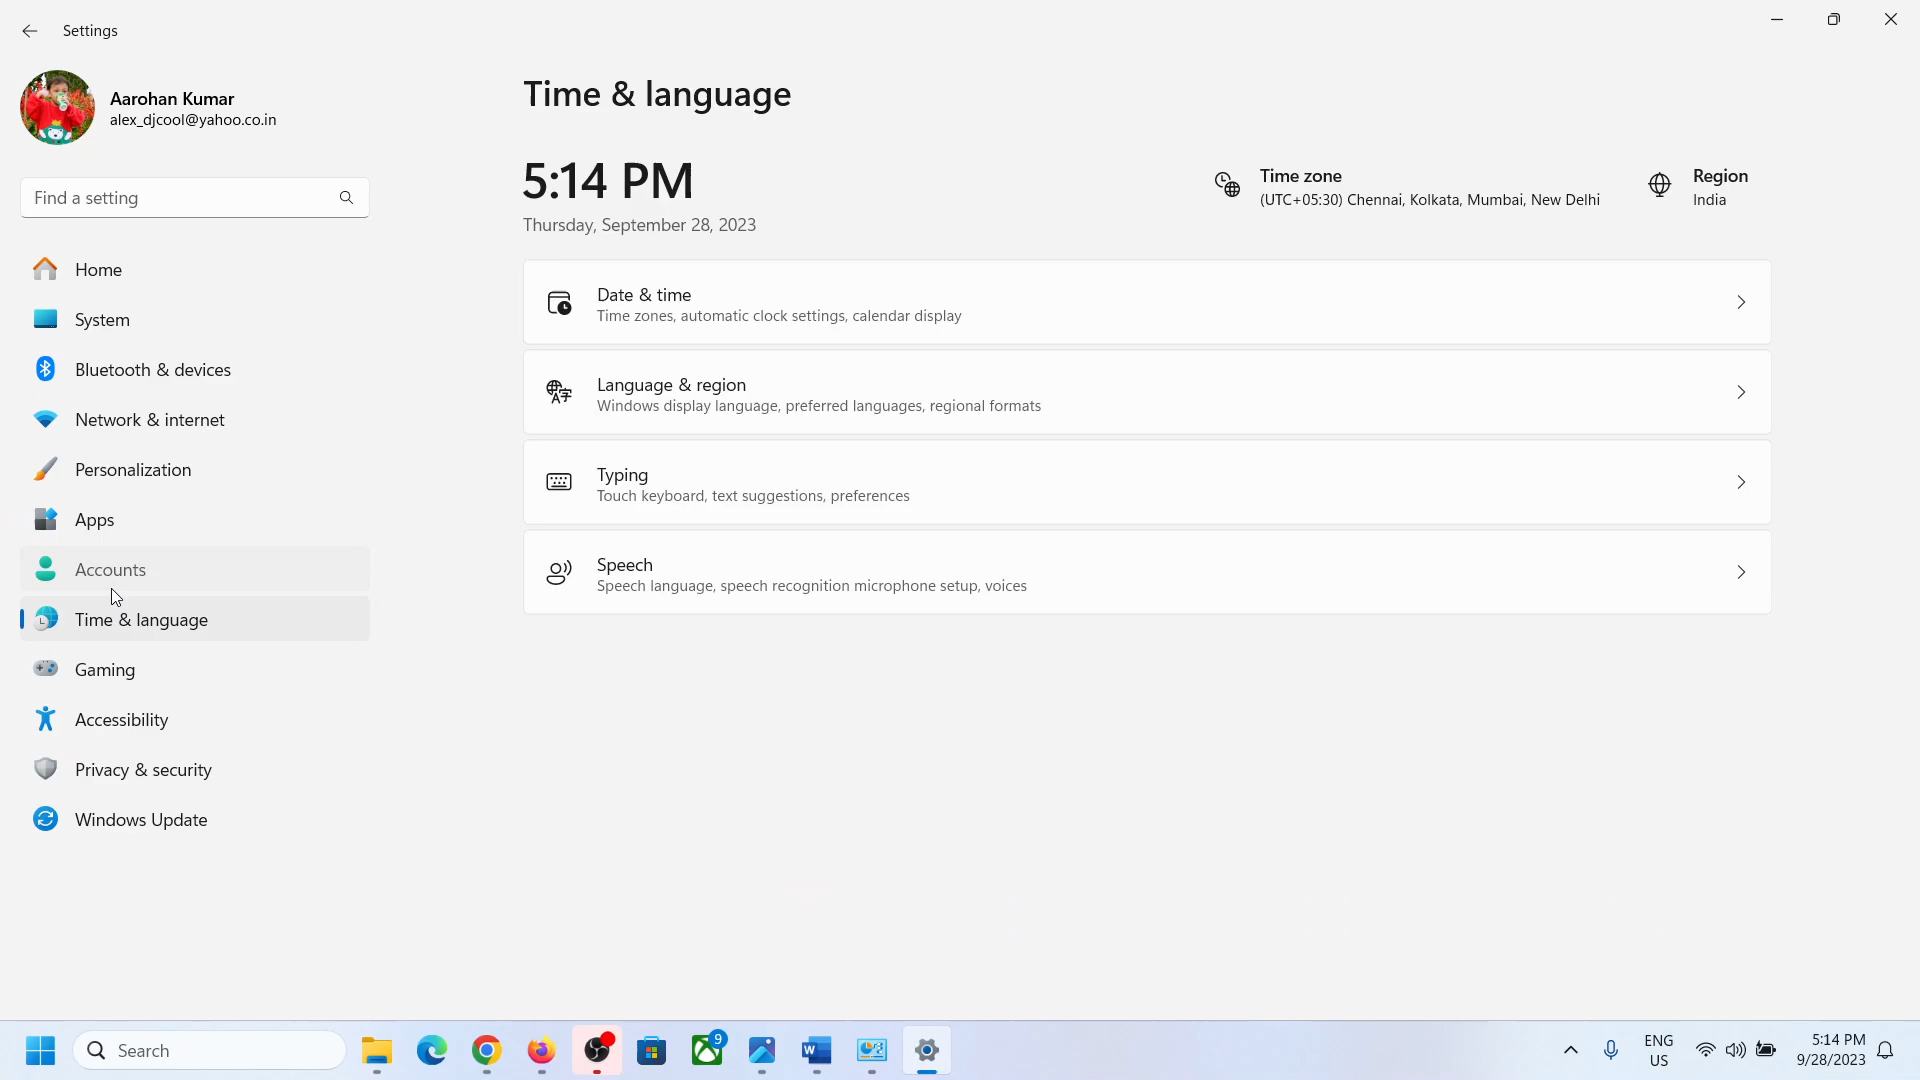 Settings
Aarohan Kumar
alex_djcool@yahoo.co.in
Find a setting
Home
System
Bluetooth & devices
Network & internet
Personalization
Apps
Accounts
Time & language
Gaming
Accessibility
Privacy & security
Windows Update
Time & language
5:14 PM
Thursday, September 28, 2023
Time zone
(UTC+05:30) Chennai, Kolkata, Mumbai, New Delhi
Region
India
Date & time
Time zones, automatic clock settings, calendar display
Language & region
Windows display language, preferred languages, regional formats
Typing
Touch keyboard, text suggestions, preferences
Speech
Speech language, speech recognition microphone setup, voices
Search
9
ENG
US
5:14 PM
9/28/2023